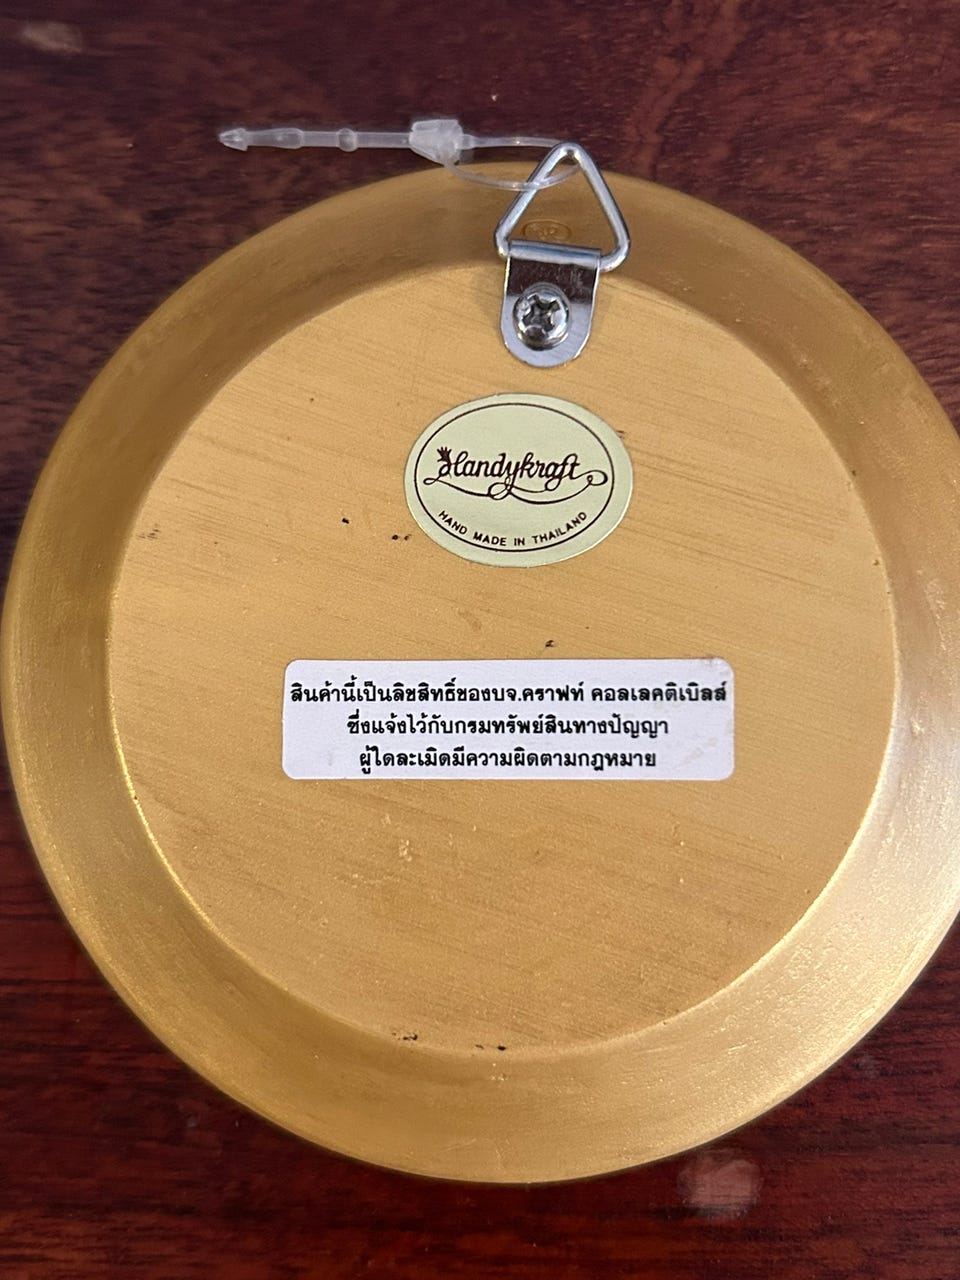 Handykraft
HAND MADE IN THAILAND
สินค้านี้เป็นลิขสิทธิ์ของบจ.คราฟท์ คอลเลคติเบิลส์
ซึ่งแจ้งไว้กับกรมทรัพย์สินทางปัญญา
ผู้ใดละเมิดมีความผิดตามกฎหมาย